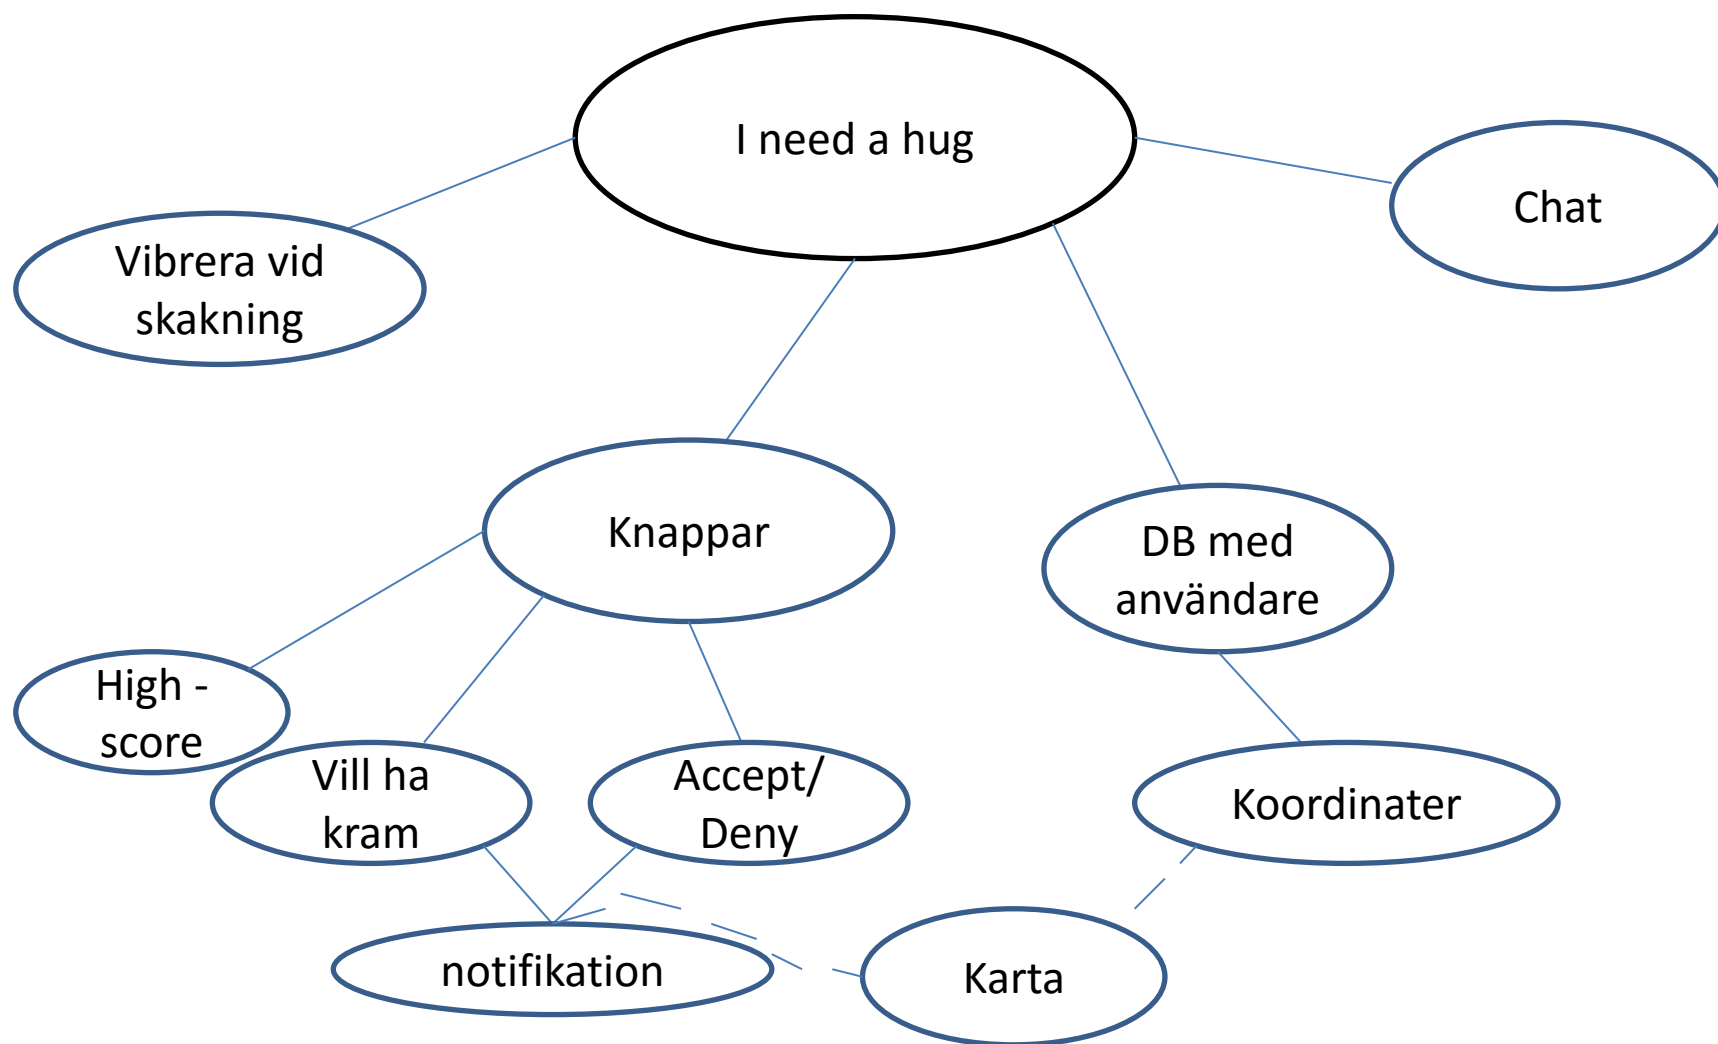 I need a hug
Chat
Vibrera vid
skakning
Knappar
DB med
användare
High -
score
Vill ha
kram
Accept/
Deny
Koordinater
notifikation
Karta